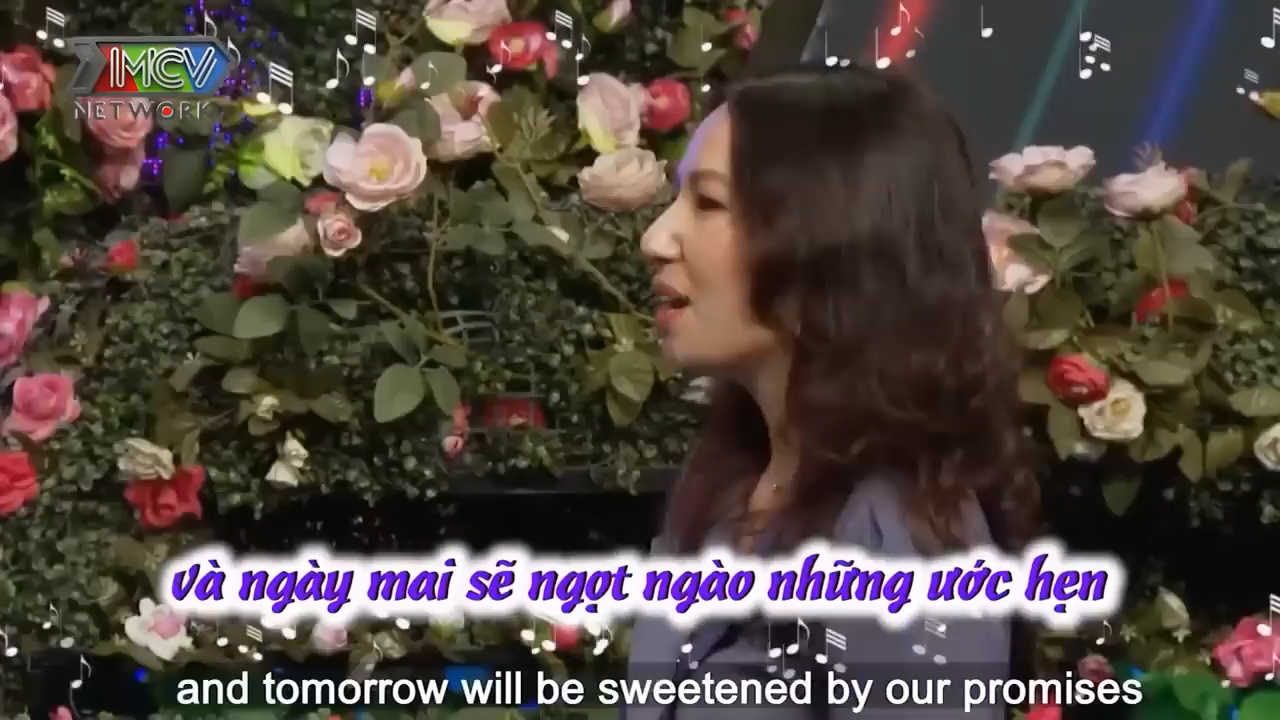 MCV
NETWORK
và ngày mai sẽ ngọt ngào những ước hẹn
and tomorrow will be sweetened by our promises